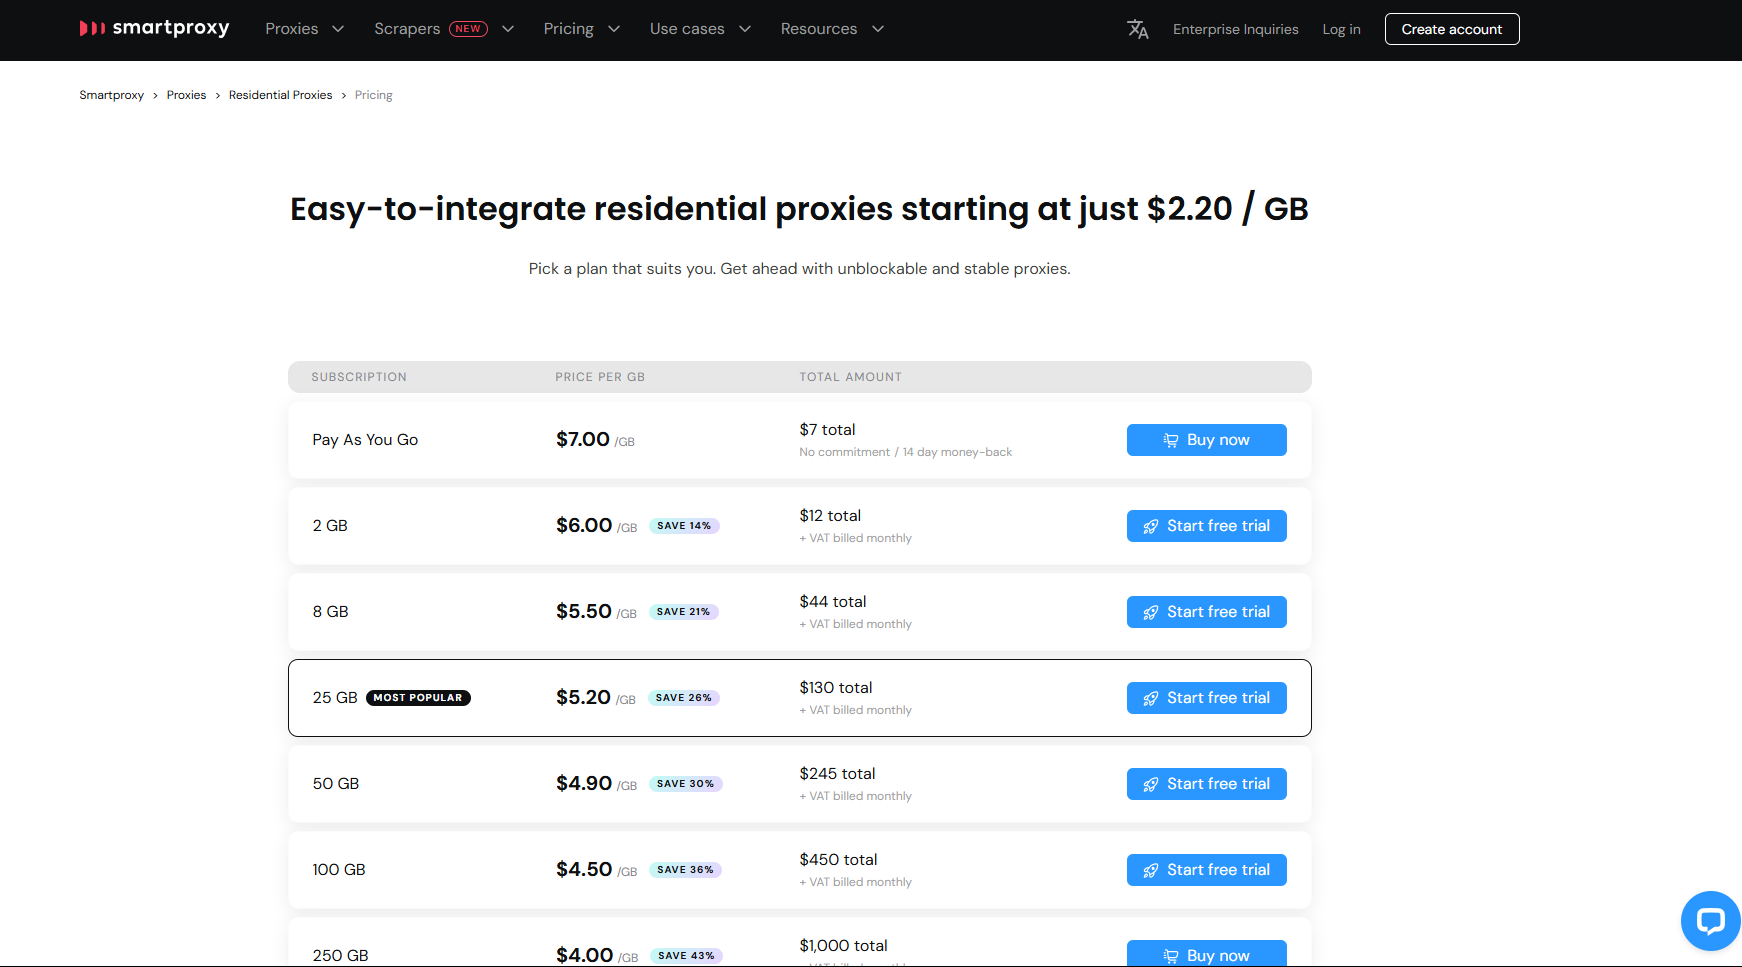 smartproxy Proxies Scrapers NEW Pricing Use cases Resources Enterprise Inquiries Log in Create account
Smartproxy > Proxies > Residential Proxies > Pricing
Easy-to-integrate residential proxies starting at just $2.20 / GB
Pick a plan that suits you. Get ahead with unblockable and stable proxies.
SUBSCRIPTION PRICE PER GB TOTAL AMOUNT
Pay As You Go $7.00 /GB $7 total Buy now
No commitment / 14 day money-back
2 GB $6.00 /GB SAVE 14% $12 total Start free trial
+ VAT billed monthly
8 GB $5.50 /GB SAVE 21% $44 total Start free trial
+ VAT billed monthly
25 GB MOST POPULAR $5.20 /GB SAVE 26% $130 total Start free trial
+ VAT billed monthly
50 GB $4.90 /GB SAVE 30% $245 total Start free trial
+ VAT billed monthly
100 GB $4.50 /GB SAVE 36% $450 total Start free trial
+ VAT billed monthly
250 GB $4.00 /GB SAVE 43% $1,000 total Buy now